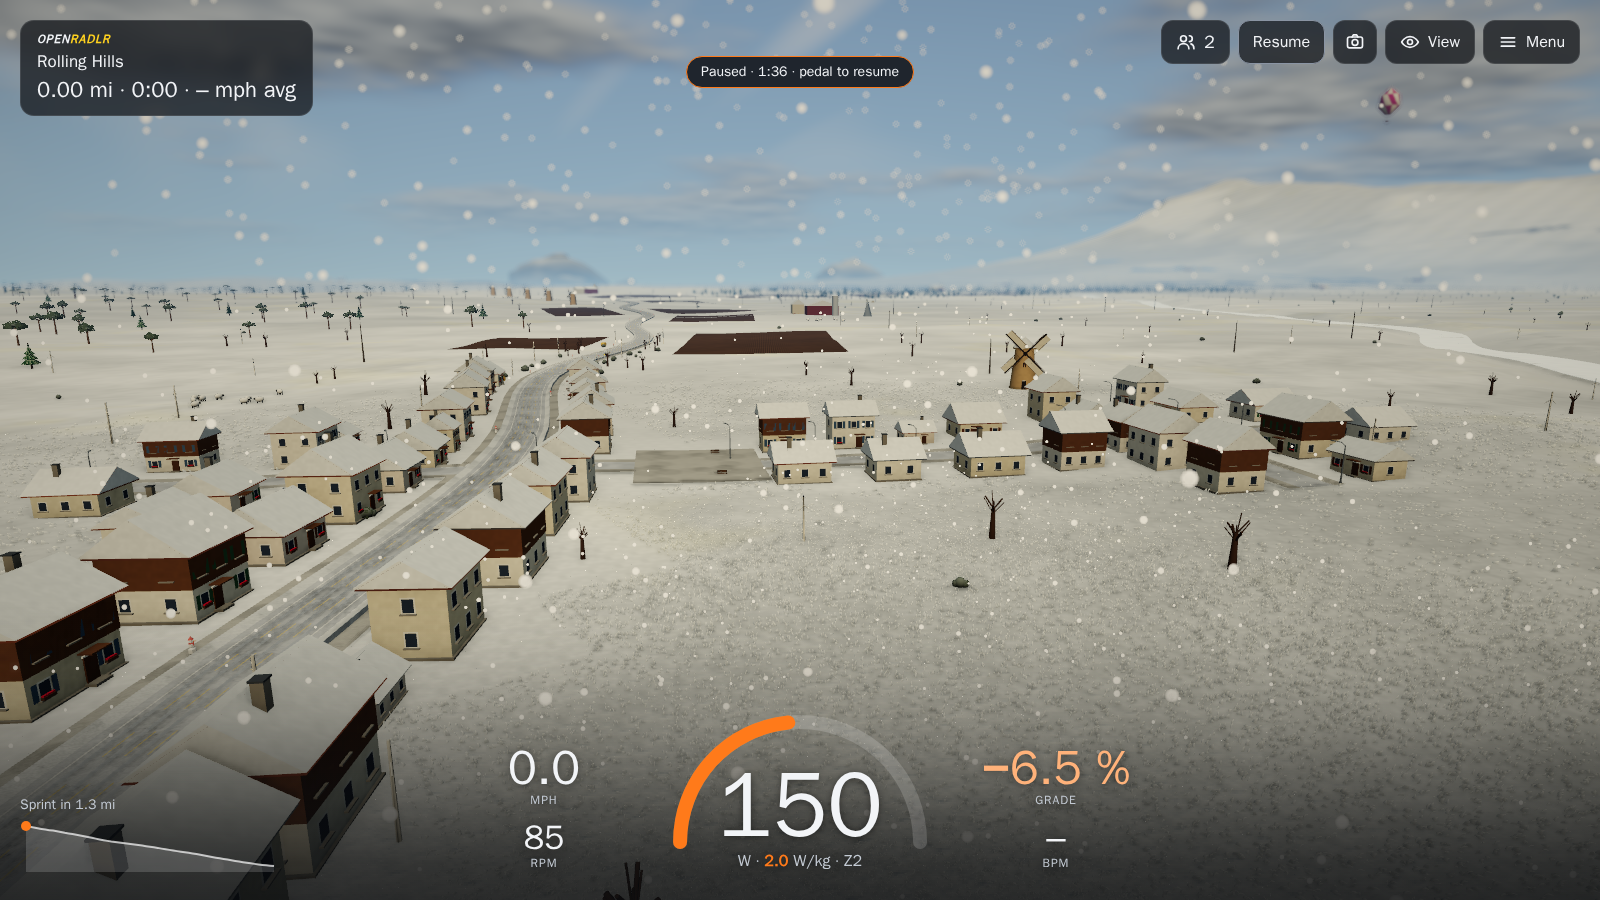 OPENRADLR
Rolling Hills
0.00 mi · 0:00 · – mph avg
Paused · 1:36 · pedal to resume
2
Resume
View
Menu
Sprint in 1.3 mi
0.0
MPH
85
RPM
150
W · 2.0 W/kg · Z2
−6.5 %
GRADE
–
BPM